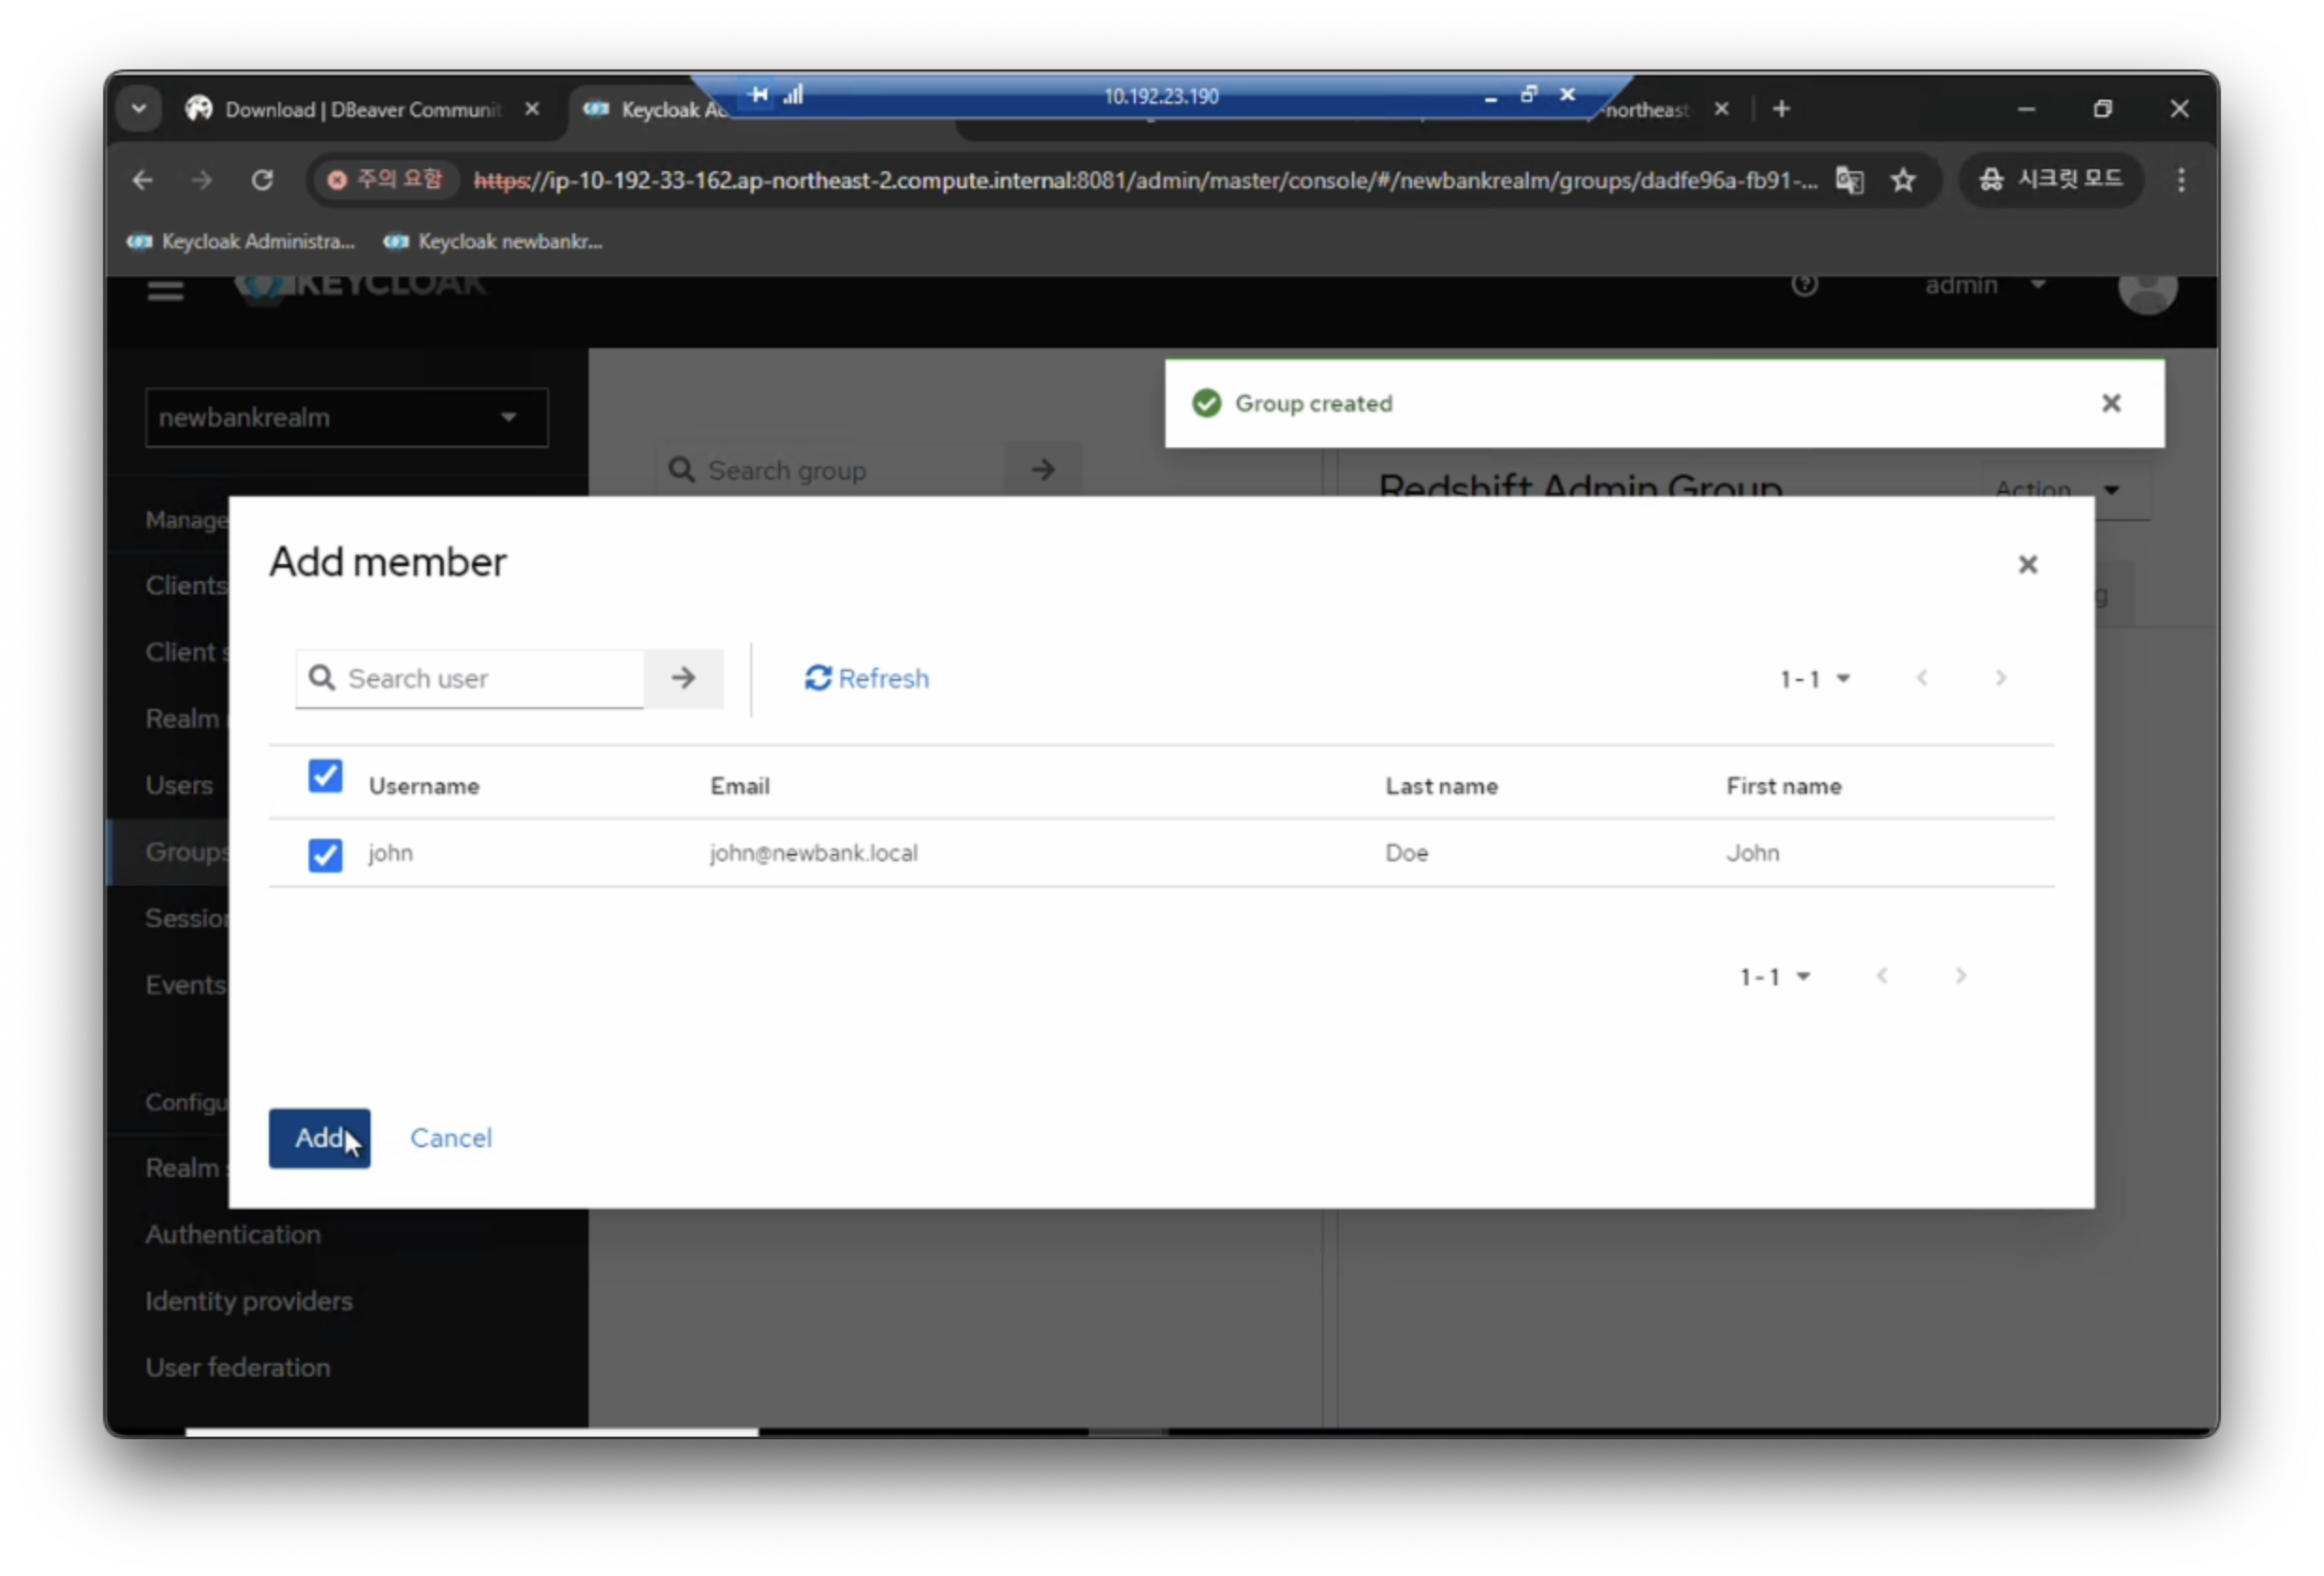 Download | DBeaver Communit
Keycloak Ad
10.192.23.190
-northeast
주의 요함
https://ip-10-192-33-162.ap-northeast-2.compute.internal:8081/admin/master/console/#/newbankrealm/groups/dadfe96a-fb91-...
시크릿 모드
Keycloak Administra...
Keycloak newbankr...
KEYCLOAK
admin
newbankrealm
Group created
Search group
Redshift Admin Group
Action
Manage
Clients
Client s
Realm
Users
Groups
Session
Events
Configu
Realm s
Authentication
Identity providers
User federation
Add member
Search user
Refresh
1 - 1
Username Email Last name First name
john john@newbank.local Doe John
1 - 1
Add Cancel